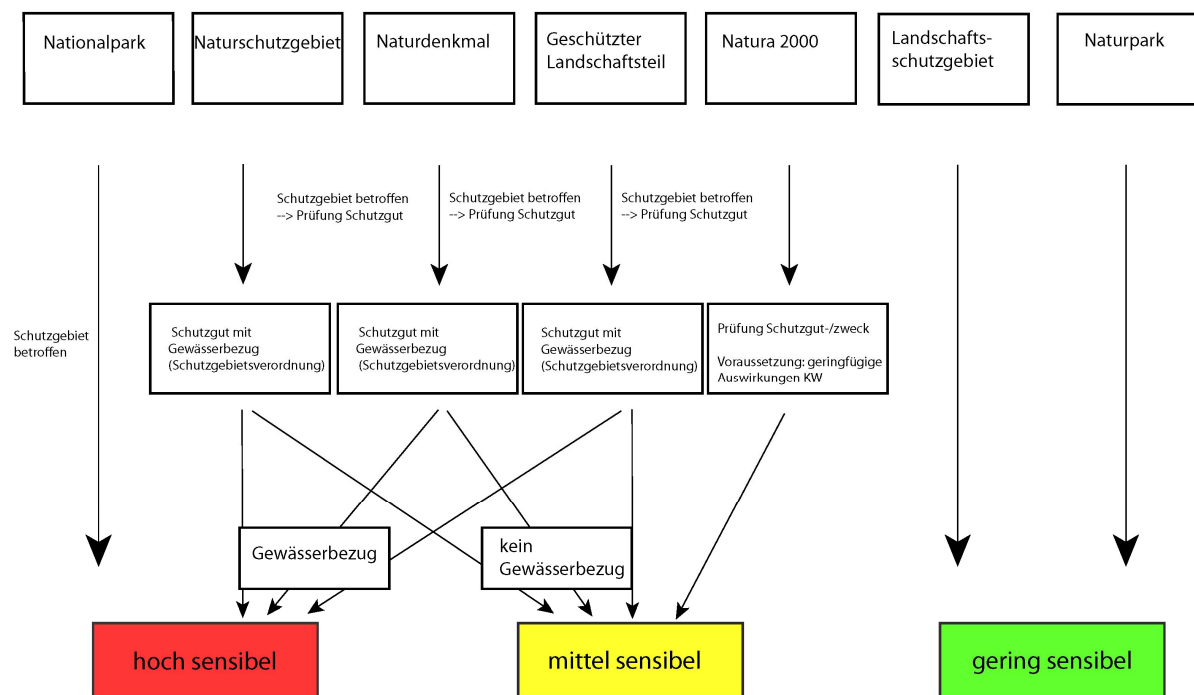 Nationalpark
Naturschutzgebiet
Naturdenkmal
Geschützter
Landschaftsteil
Natura 2000
Landschafts-
schutzgebiet
Naturpark
Schutzgebiet betroffen
--> Prüfung Schutzgut
Schutzgebiet betroffen
--> Prüfung Schutzgut
Schutzgebiet betroffen
--> Prüfung Schutzgut
Schutzgebiet
betroffen
Schutzgut mit
Gewässerbezug
(Schutzgebietsverordnung)
Schutzgut mit
Gewässerbezug
(Schutzgebietsverordnung)
Schutzgut mit
Gewässerbezug
(Schutzgebietsverordnung)
Prüfung Schutzgut-/zweck
Voraussetzung: geringfügige
Auswirkungen KW
Gewässerbezug
kein
Gewässerbezug
hoch sensibel
mittel sensibel
gering sensibel